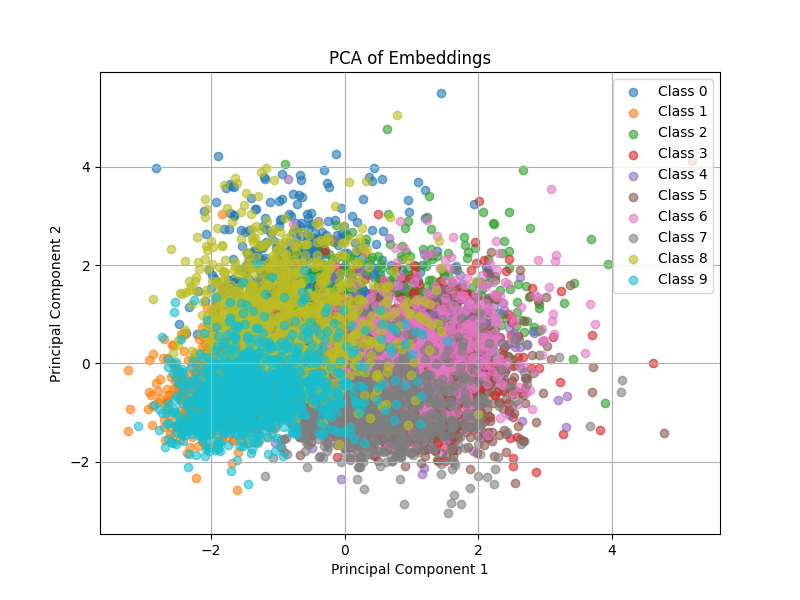 PCA of Embeddings
Class 0
Class 1
Class 2
Class 3
Class 4
Class 5
Class 6
Class 7
Class 8
Class 9
4
2
0
−2
Principal Component 2
−2 0 2 4
Principal Component 1